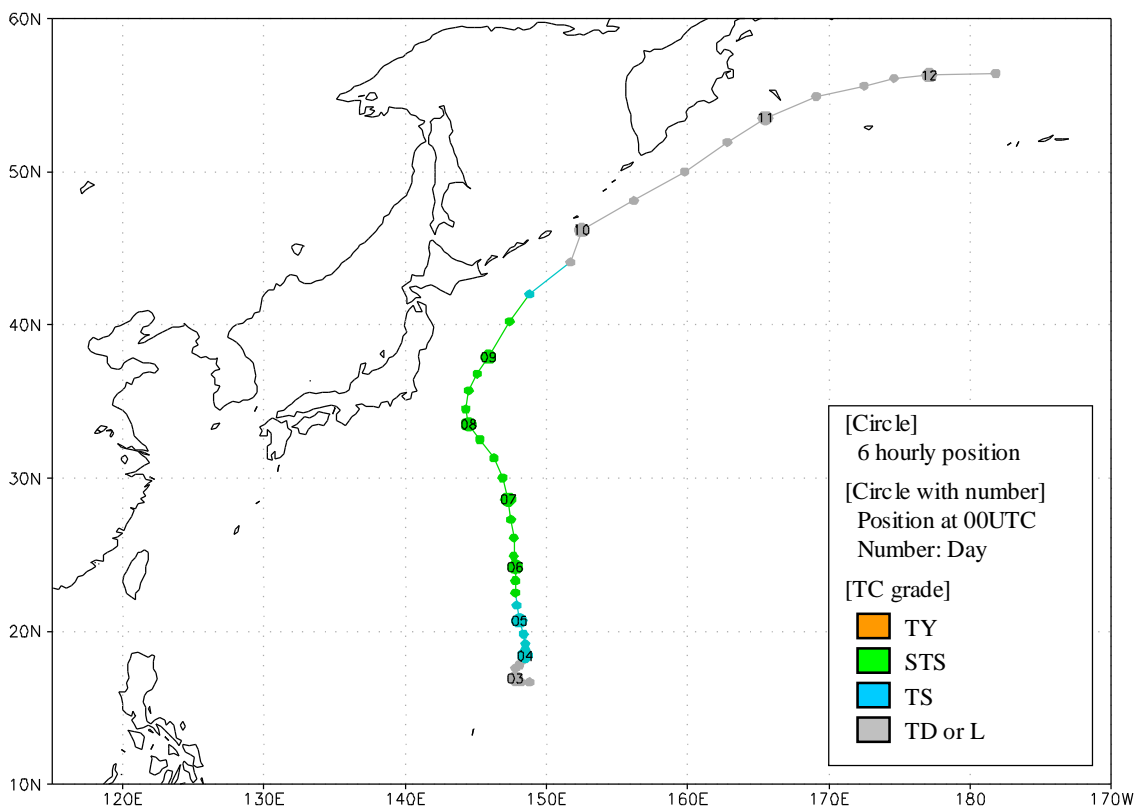 60N
50N
40N
30N
20N
10N
120E 130E 140E 150E 160E 170E 180 170W
12
11
10
09
08
07
06
05
04
03
[Circle]
6 hourly position
[Circle with number]
Position at 00UTC
Number: Day
[TC grade]
TY
STS
TS
TD or L